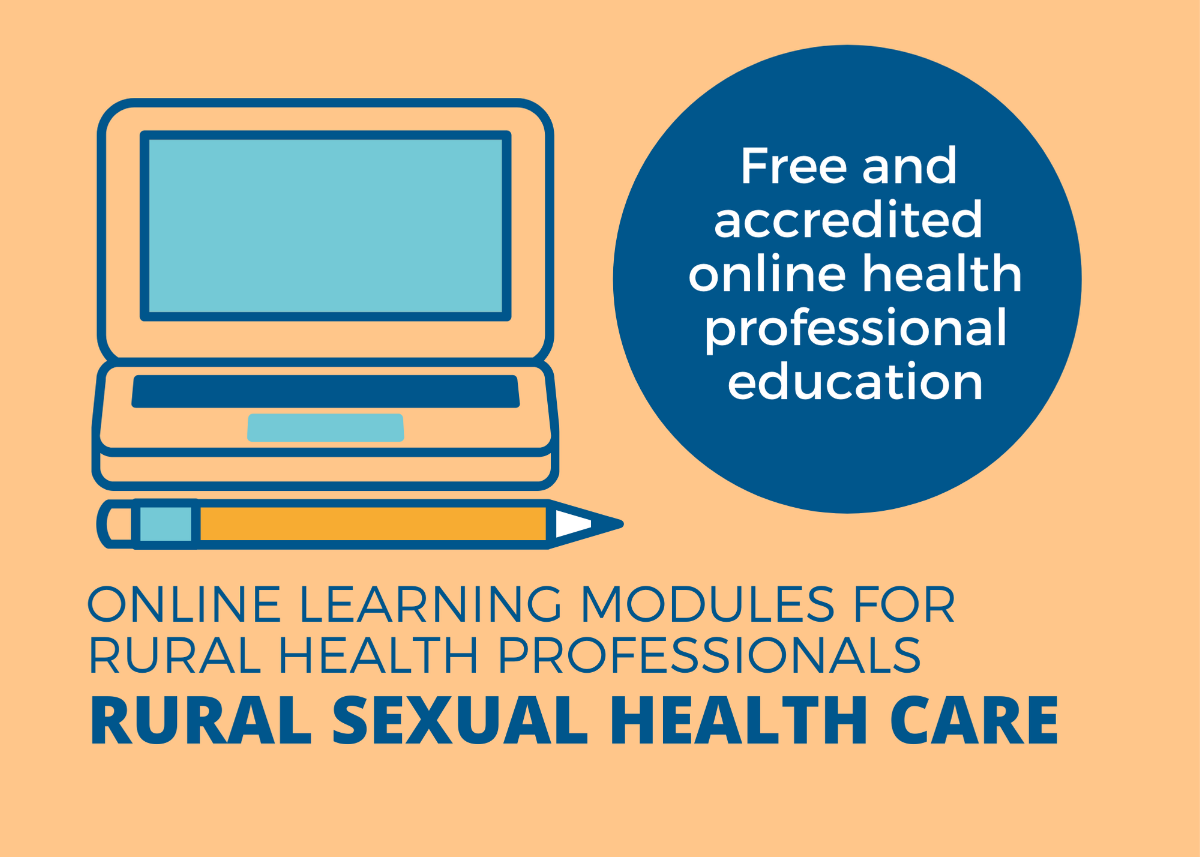 Free and
accredited
online health
professional
education
ONLINE LEARNING MODULES FOR
RURAL HEALTH PROFESSIONALS
RURAL SEXUAL HEALTH CARE